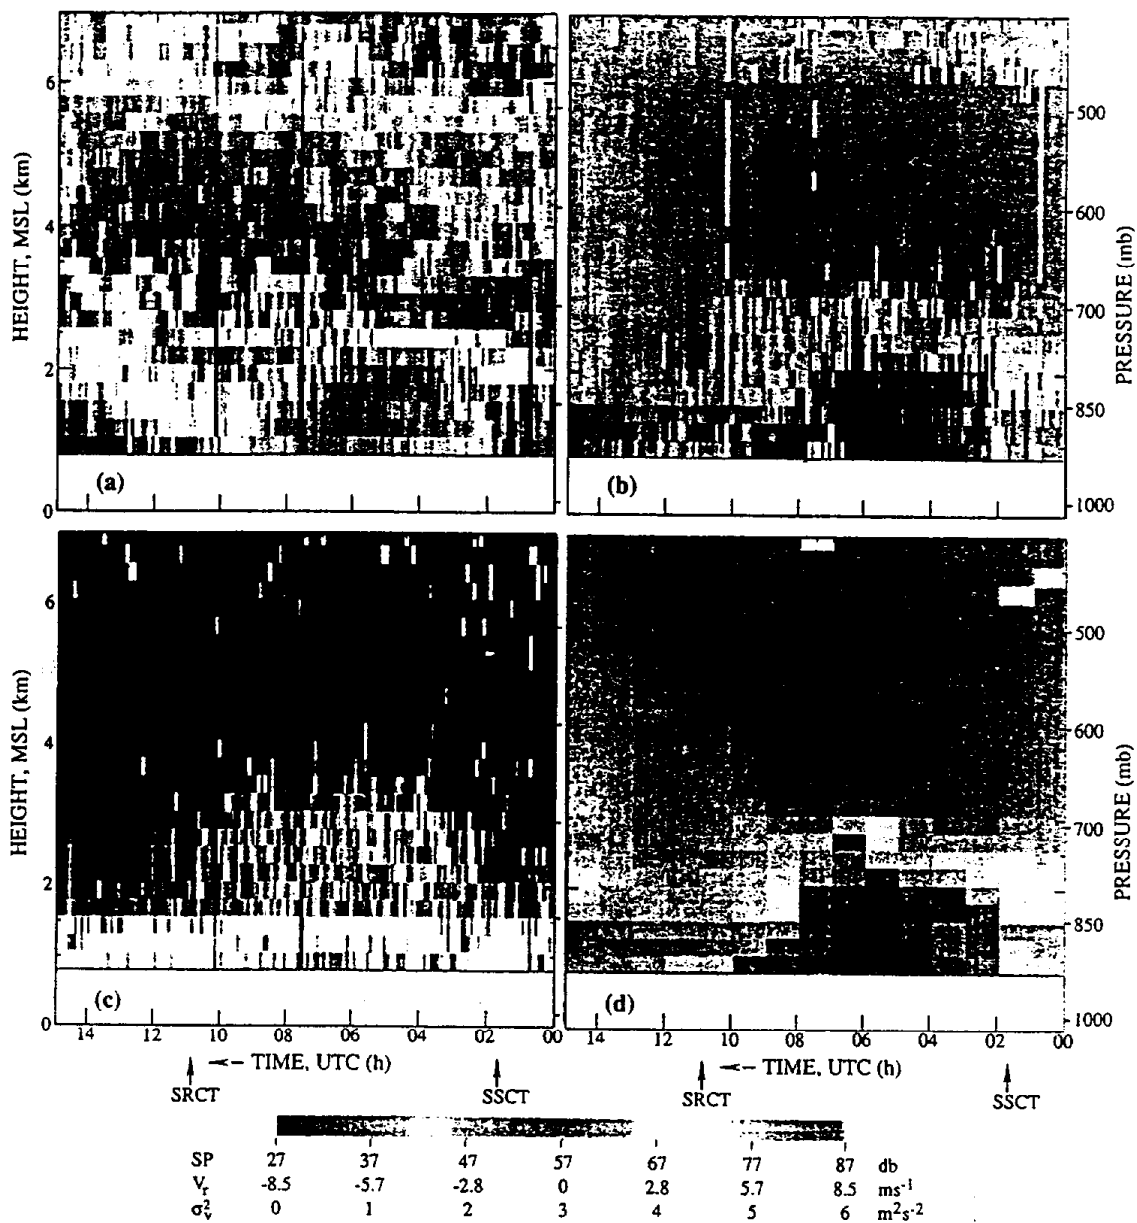 (a)
(b)
HEIGHT, MSL (km)
6
4
2
0
500
600
700
850
1000
PRESSURE (mb)
(c)
(d)
HEIGHT, MSL (km)
6
4
2
0
500
600
700
850
1000
PRESSURE (mb)
14 12 10 08 06 04 02 00
14 12 10 08 06 04 02 00
←– TIME, UTC (h)
←– TIME, UTC (h)
SRCT SSCT
SRCT SSCT
SP 27 37 47 57 67 77 87 db
V_r -8.5 -5.7 -2.8 0 2.8 5.7 8.5 ms⁻¹
σ_v² 0 1 2 3 4 5 6 m²s⁻²